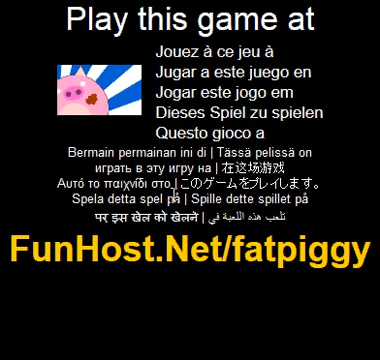 Play this game at
Jouez à ce jeu à
Jugar a este juego en
Jogar este jogo em
Dieses Spiel zu spielen
Questo gioco a
Bermain permainan ini di | Tässä pelissä on
играть в эту игру на | 在这场游戏
Αυτό το παιχνίδι στο | このゲームをプレイします。
Spela detta spel på | Spille dette spillet på
पर इस खेल को खेलने | تلعب هذه اللعبة في
FunHost.Net/fatpiggy